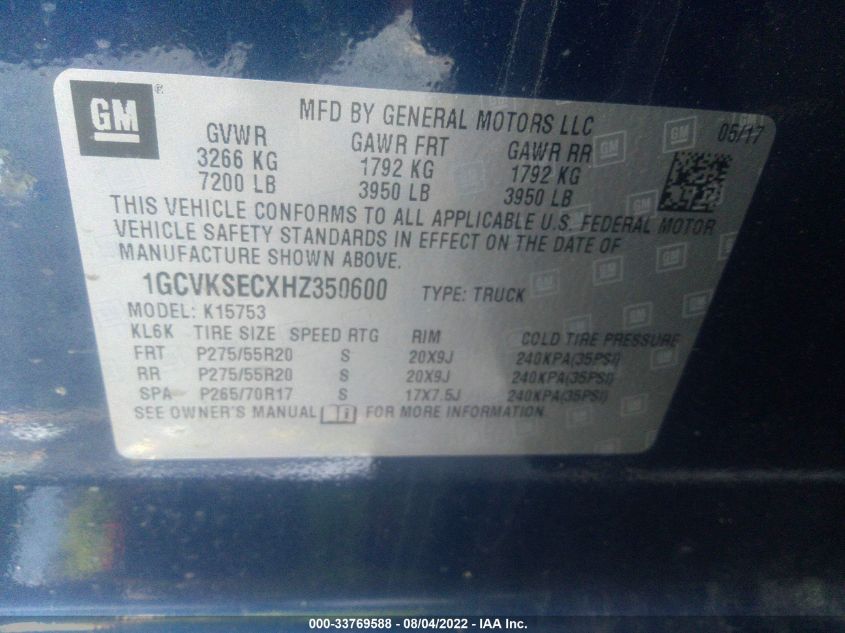 GM ®
MFD BY GENERAL MOTORS LLC
05/17
GVWR GAWR FRT GAWR RR
3266 KG 1792 KG 1792 KG
7200 LB 3950 LB 3950 LB
THIS VEHICLE CONFORMS TO ALL APPLICABLE U.S. FEDERAL MOTOR
VEHICLE SAFETY STANDARDS IN EFFECT ON THE DATE OF
MANUFACTURE SHOWN ABOVE.
1GCVKSECXHZ350600 TYPE: TRUCK
MODEL: K15753
KL6K TIRE SIZE SPEED RTG RIM COLD TIRE PRESSURE
FRT P275/55R20 S 20X9J 240KPA(35PSI)
RR P275/55R20 S 20X9J 240KPA(35PSI)
SPA P265/70R17 S 17X7.5J 240KPA(35PSI)
SEE OWNER'S MANUAL FOR MORE INFORMATION.
000-33769588 - 08/04/2022 - IAA Inc.